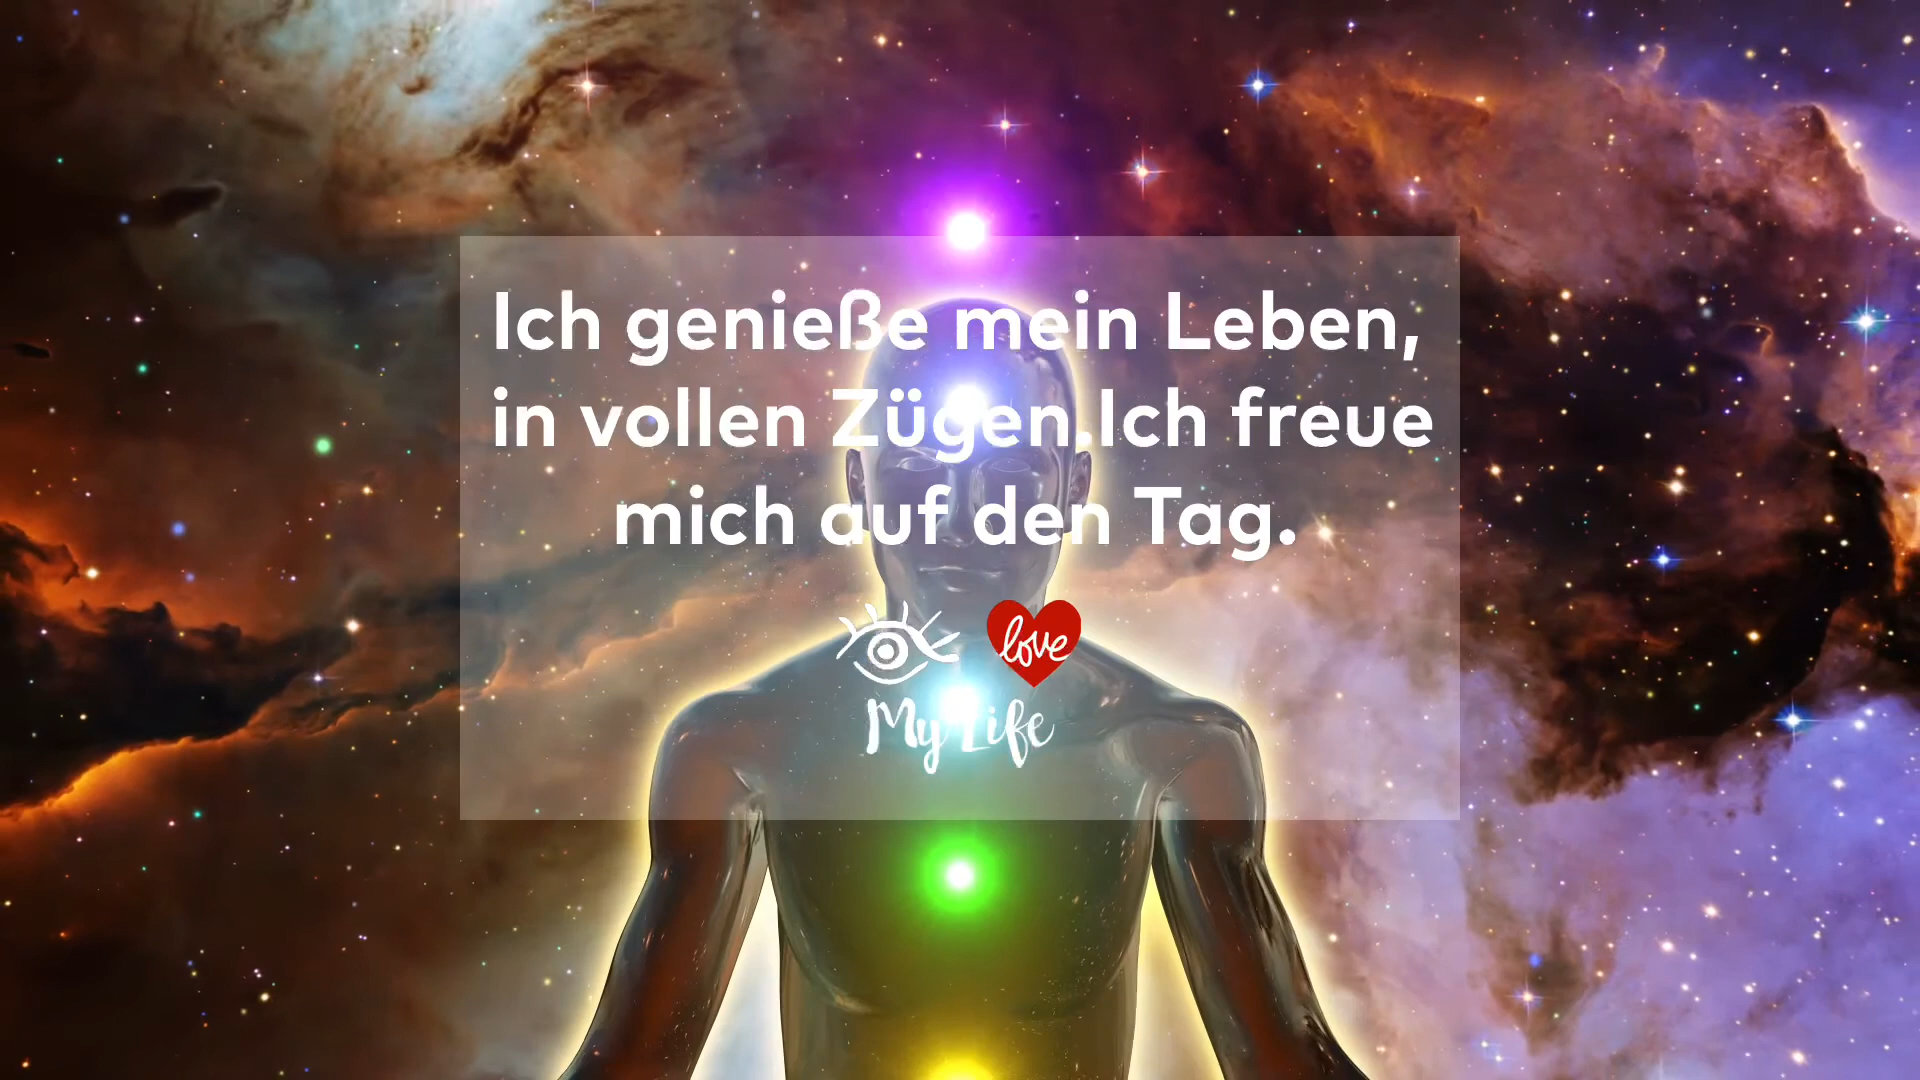 Ich genieße mein Leben,
in vollen Zügen.Ich freue
mich auf den Tag.
love
My Life